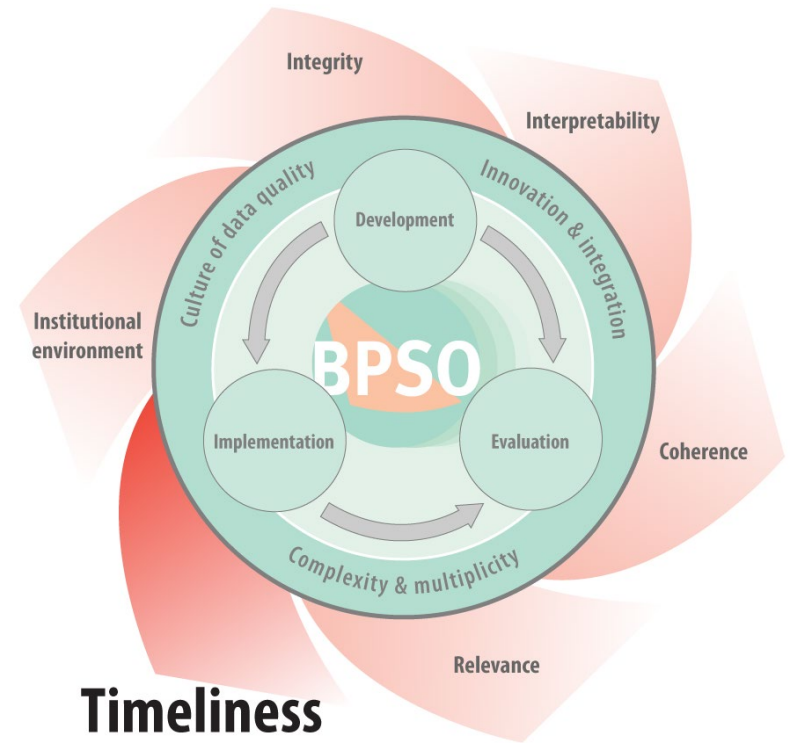 Integrity
Interpretability
Culture of data quality
Innovation & integration
Development
Institutional
environment
BPSO
Implementation
Evaluation
Coherence
Complexity & multiplicity
Relevance
Timeliness